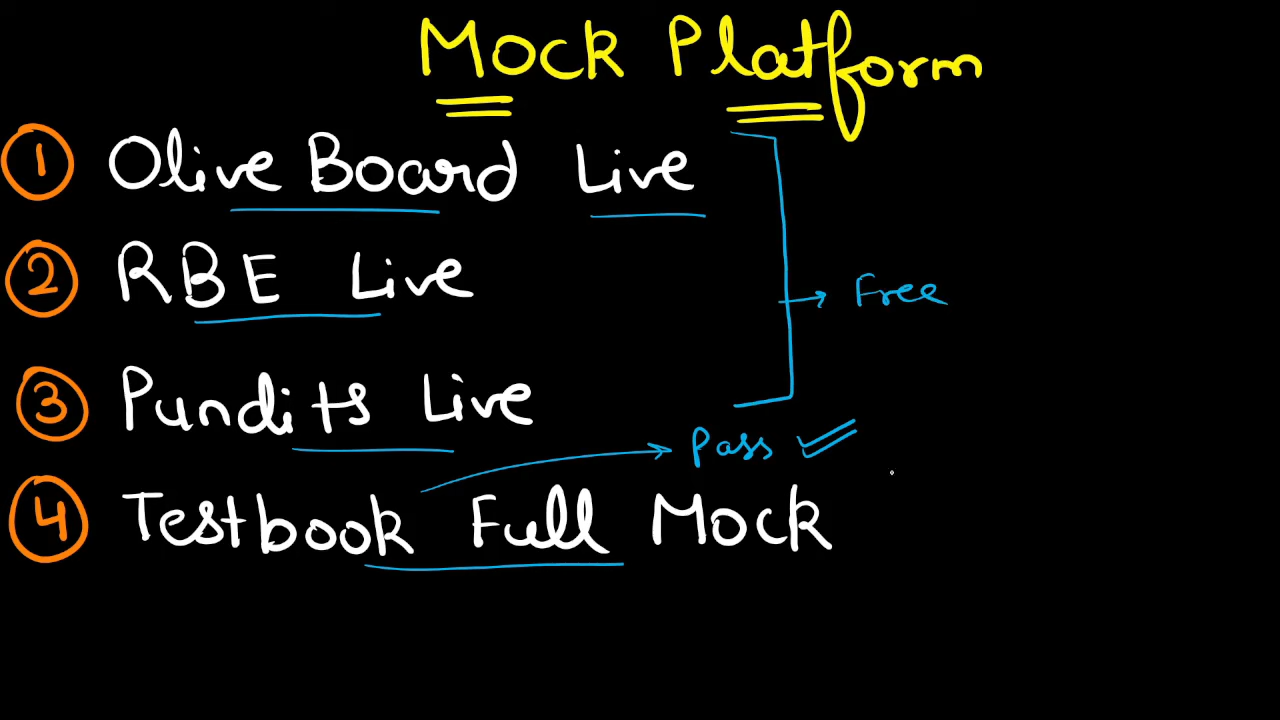 Mock Platform
1 Olive Board Live
2 RBE Live
Free
3 Pundits Live
Pass
4 Testbook Full Mock